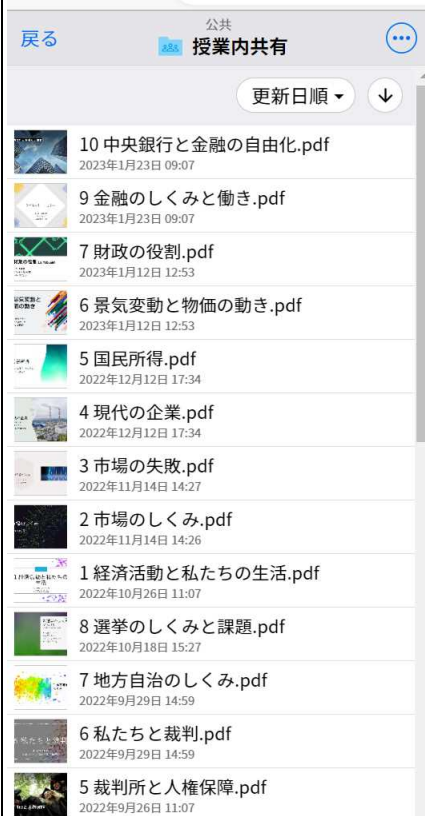 公共
戻る
授業内共有
更新日順
10 中央銀行と金融の自由化.pdf
2023年1月23日 09:07
9 金融のしくみと働き.pdf
2023年1月23日 09:07
7 財政の役割.pdf
2023年1月12日 12:53
6 景気変動と物価の動き.pdf
2023年1月12日 12:53
5 国民所得.pdf
2022年12月12日 17:34
4 現代の企業.pdf
2022年12月12日 17:34
3 市場の失敗.pdf
2022年11月14日 14:27
2 市場のしくみ.pdf
2022年11月14日 14:26
1 経済活動と私たちの生活.pdf
2022年10月26日 11:07
8 選挙のしくみと課題.pdf
2022年10月18日 15:27
7 地方自治のしくみ.pdf
2022年9月29日 14:59
6 私たちと裁判.pdf
2022年9月29日 14:59
5 裁判所と人権保障.pdf
2022年9月26日 11:07